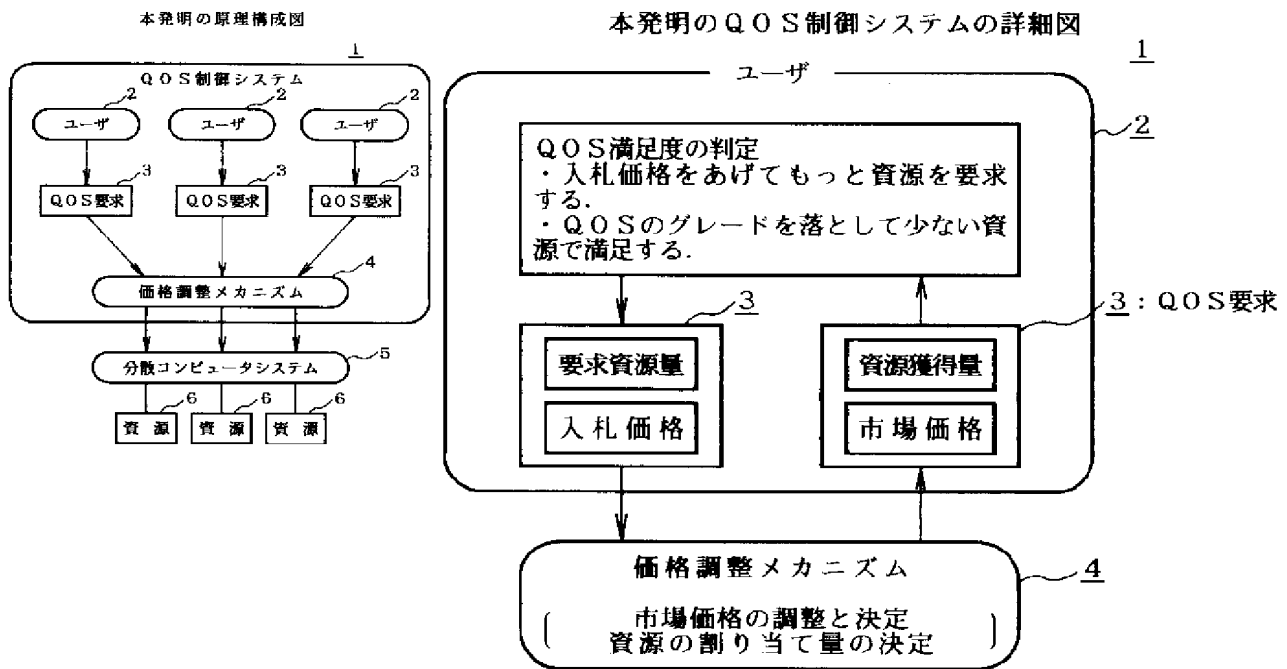 本発明の原理構成図
1
QOS制御システム
2 2 2
ユーザ ユーザ ユーザ
3 3 3
QOS要求 QOS要求 QOS要求
4
価格調整メカニズム
5
分散コンピュータシステム
6 6 6
資源 資源 資源
本発明のQOS制御システムの詳細図
1
ユーザ
2
QOS満足度の判定
・入札価格をあげてもっと資源を要求
する.
・QOSのグレードを落として少ない資
源で満足する.
3
3:QOS要求
要求資源量 資源獲得量
入札価格 市場価格
価格調整メカニズム
4
市場価格の調整と決定
資源の割り当て量の決定